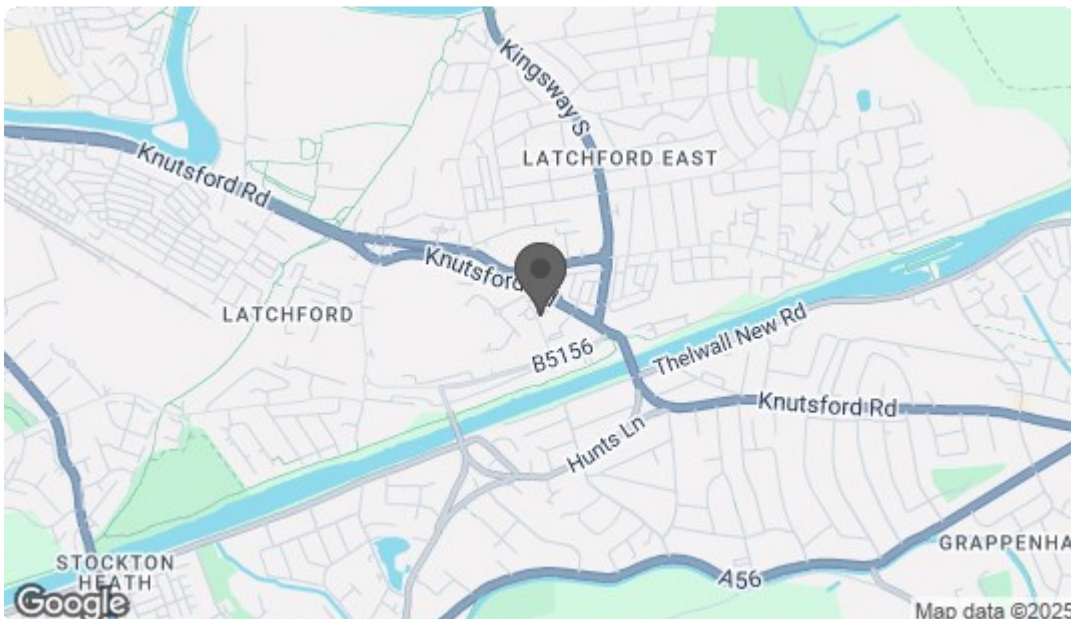 Kingsway S
LATCHFORD EAST
Knutsford Rd
Knutsford
LATCHFORD
B5156
Thelwall New Rd
Knutsford Rd
Hunts Ln
GRAPPENHA
STOCKTON
HEATH
A56
Google
Map data ©2025